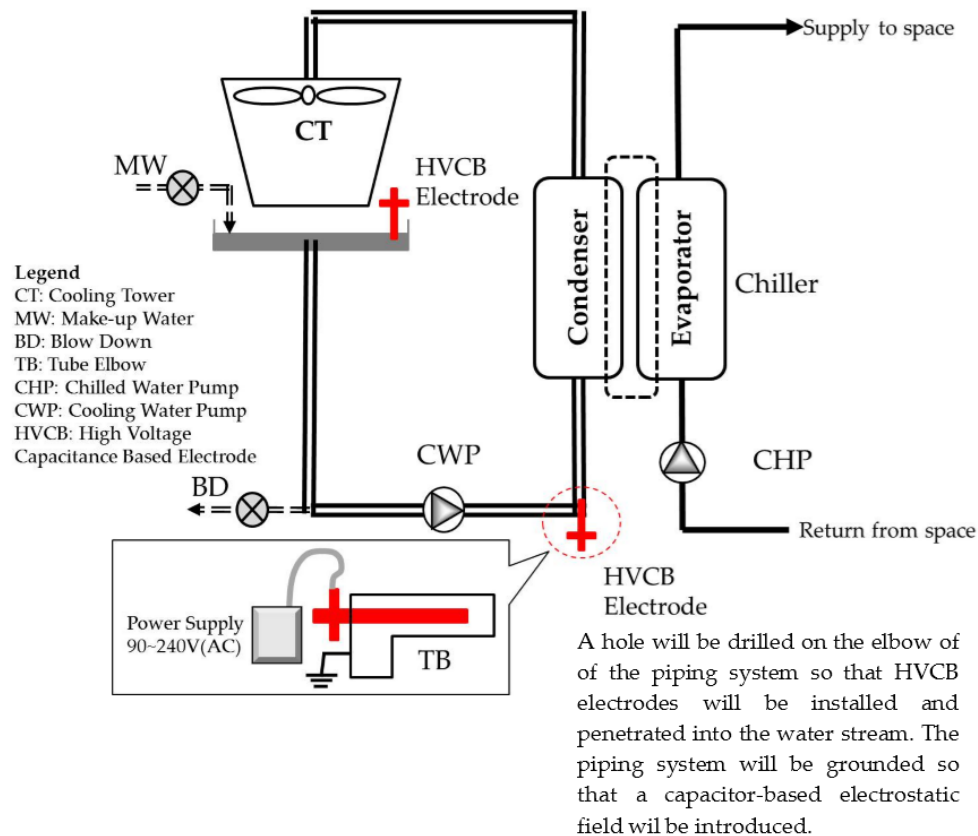 Supply to space
CT
MW
HVCB
Electrode
Condenser
Evaporator
Chiller
Legend
CT: Cooling Tower
MW: Make-up Water
BD: Blow Down
TB: Tube Elbow
CHP: Chilled Water Pump
CWP: Cooling Water Pump
HVCB: High Voltage
Capacitance Based Electrode
CWP
CHP
BD
Return from space
HVCB
Electrode
Power Supply
90~240V(AC)
TB
A hole will be drilled on the elbow of
of the piping system so that HVCB
electrodes will be installed and
penetrated into the water stream. The
piping system will be grounded so
that a capacitor-based electrostatic
field wil be introduced.